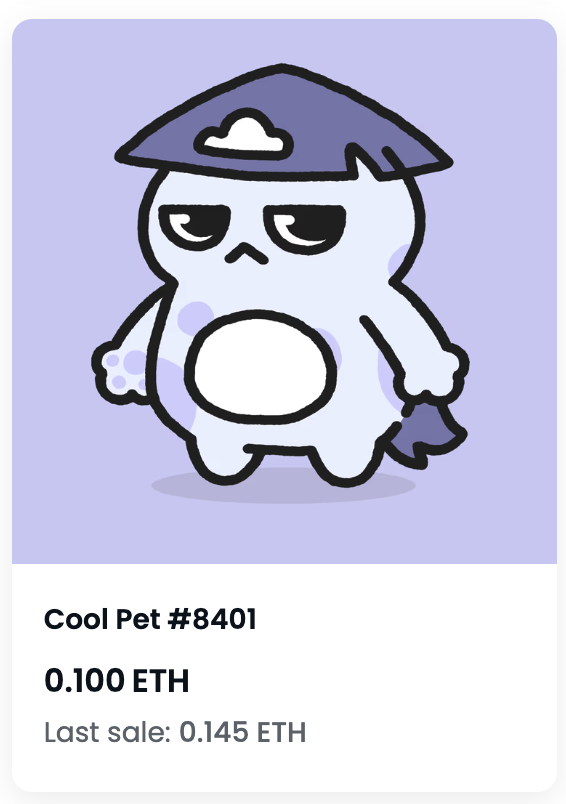 Cool Pet #8401
0.100 ETH
Last sale: 0.145 ETH